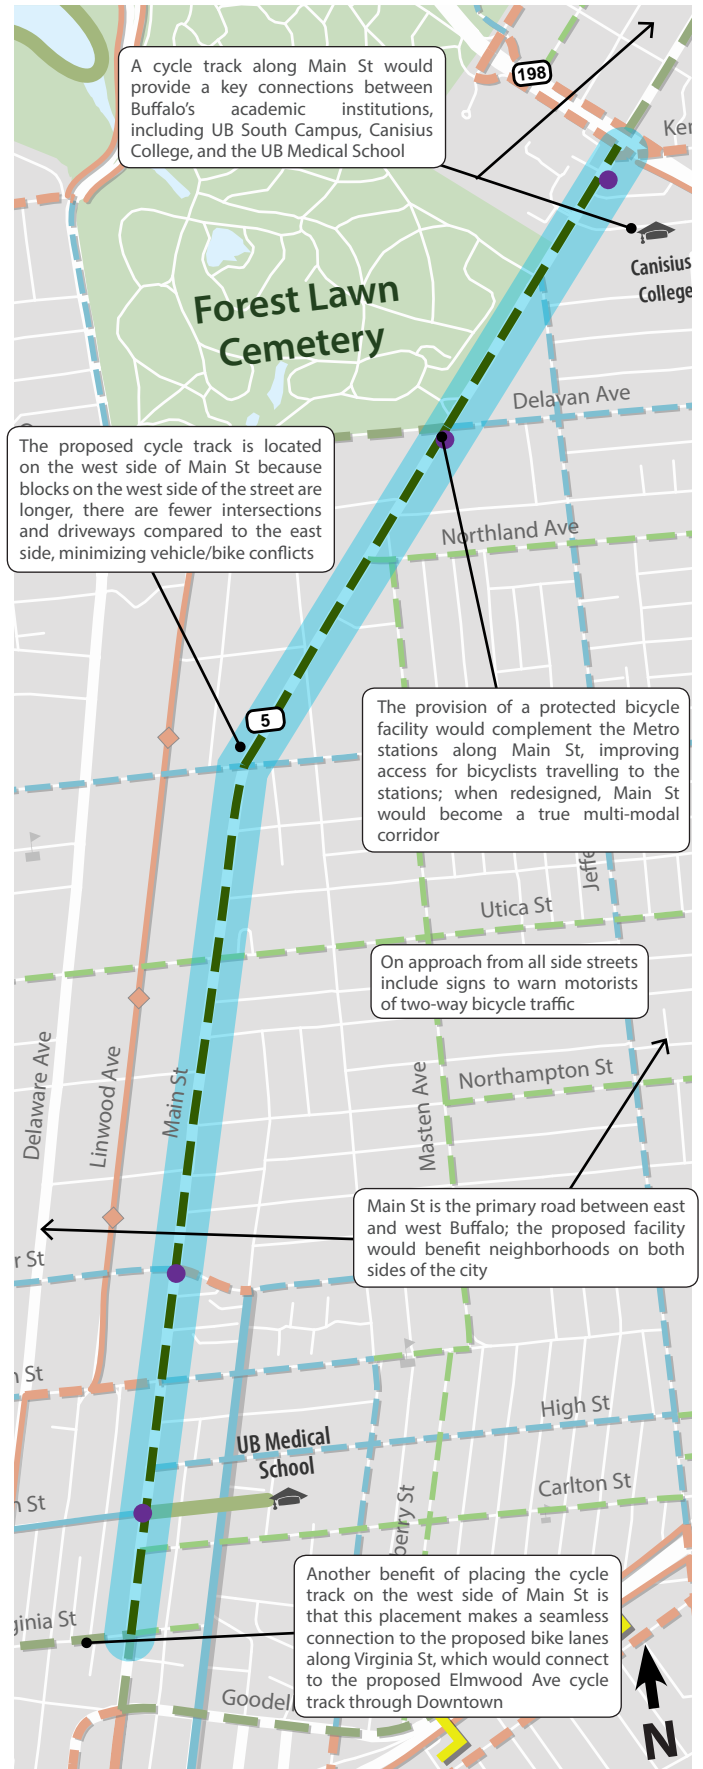 A cycle track along Main St would
provide a key connections between
Buffalo's academic institutions,
including UB South Campus, Canisius
College, and the UB Medical School
198
Ker
Canisius
College
Forest Lawn
Cemetery
Delavan Ave
The proposed cycle track is located
on the west side of Main St because
blocks on the west side of the street are
longer, there are fewer intersections
and driveways compared to the east
side, minimizing vehicle/bike conflicts
Northland Ave
5
The provision of a protected bicycle
facility would complement the Metro
stations along Main St, improving
access for bicyclists travelling to the
stations; when redesigned, Main St
would become a true multi-modal
corridor
Jeffe
Utica St
On approach from all side streets
include signs to warn motorists
of two-way bicycle traffic
Delaware Ave
Linwood Ave
Main St
Masten Ave
Northampton St
Main St is the primary road between east
and west Buffalo; the proposed facility
would benefit neighborhoods on both
sides of the city
r St
St
High St
UB Medical
School
Carlton St
St
berry St
Another benefit of placing the cycle
track on the west side of Main St is
that this placement makes a seamless
connection to the proposed bike lanes
along Virginia St, which would connect
to the proposed Elmwood Ave cycle
track through Downtown
ginia St
Goodel
N